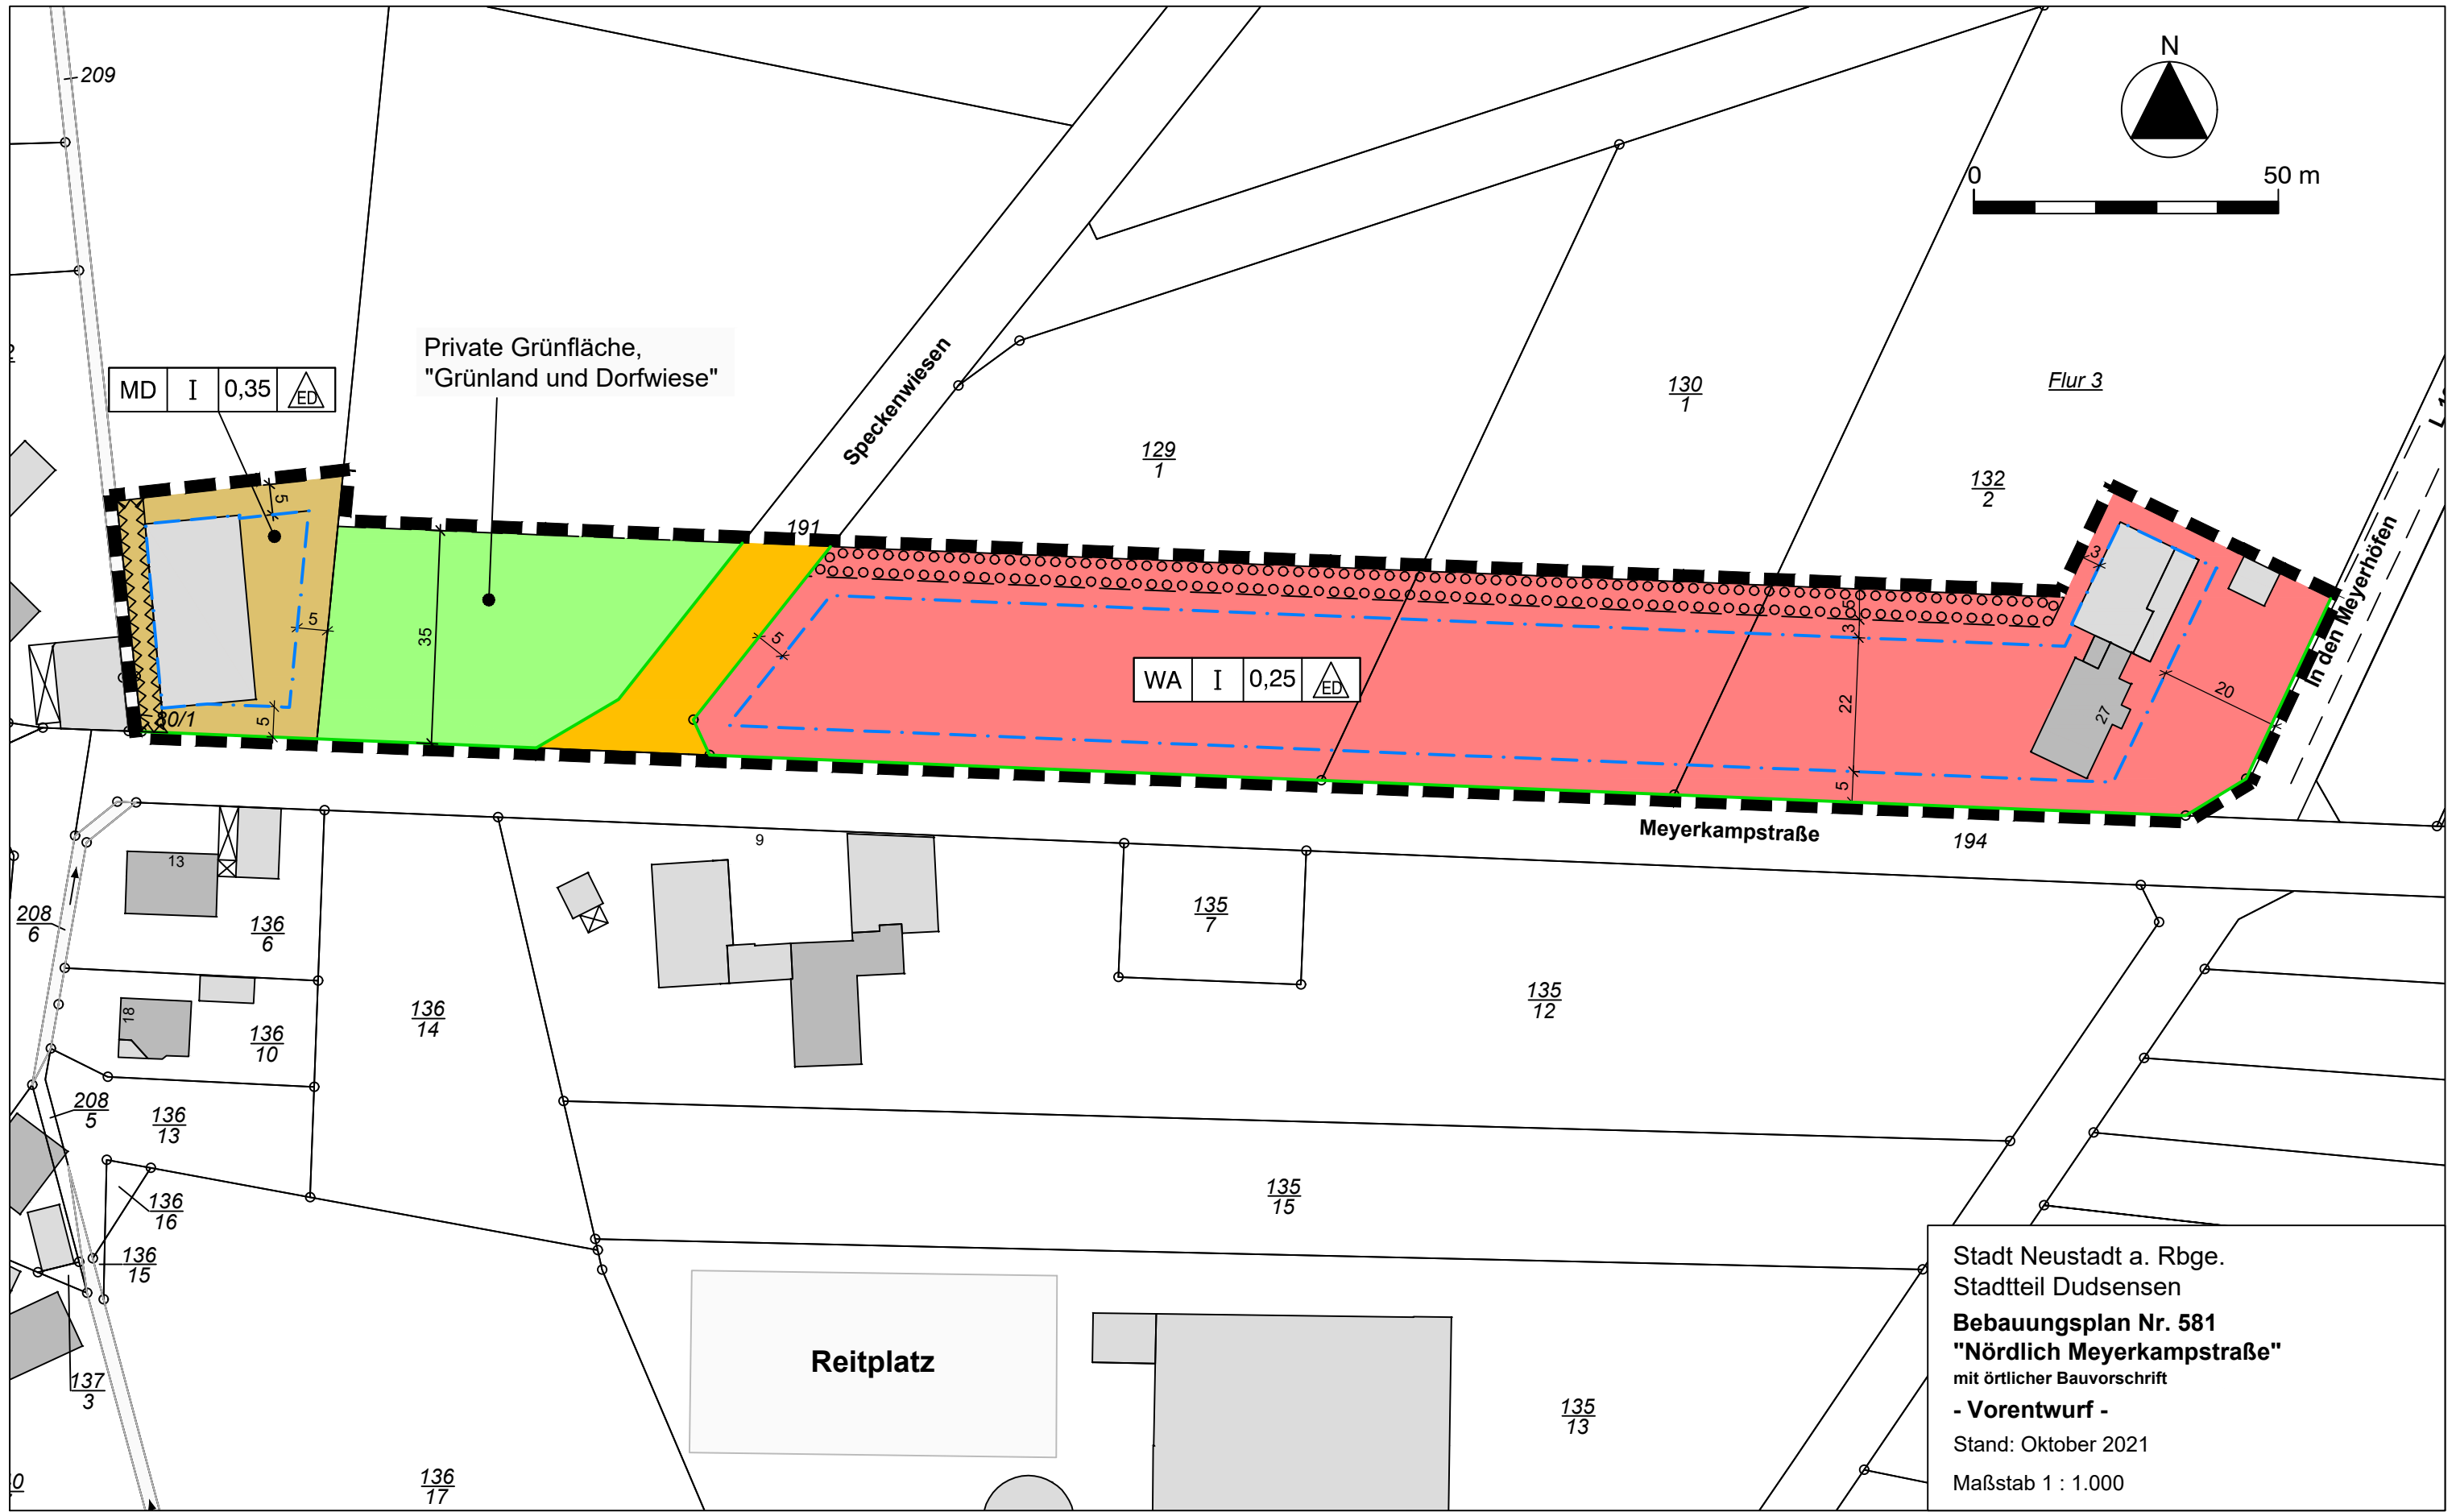 209
N
0
50 m
Private Grünfläche,
"Grünland und Dorfwiese"
MD I 0,35 ED
Speckenwiesen
130
1
Flur 3
129
1
132
2
191
5
5
5
35
5
3
5
3
22
5
20
27
WA I 0,25 ED
In den Meyerhöfen
80/1
Meyerkampstraße
194
13
9
208
6
136
6
135
7
136
14
135
12
18
136
10
208
5
136
13
136
16
135
15
136
15
Reitplatz
137
3
135
13
136
17
Stadt Neustadt a. Rbge.
Stadtteil Dudsensen
Bebauungsplan Nr. 581
"Nördlich Meyerkampstraße"
mit örtlicher Bauvorschrift
- Vorentwurf -
Stand: Oktober 2021
Maßstab 1 : 1.000